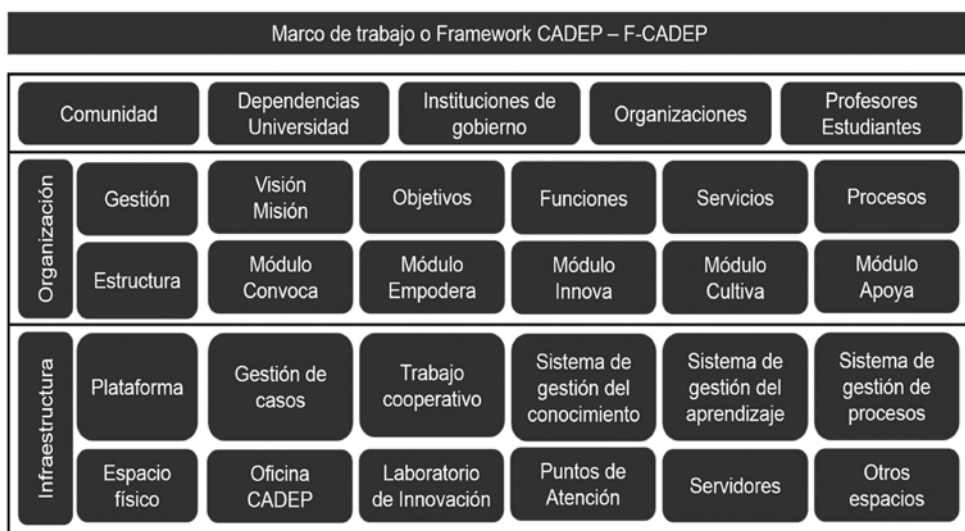 Marco de trabajo o Framework CADEP – F-CADEP
Comunidad
Dependencias
Universidad
Instituciones de
gobierno
Organizaciones
Profesores
Estudiantes
Organización
Gestión
Visión
Misión
Objetivos
Funciones
Servicios
Procesos
Estructura
Módulo
Convoca
Módulo
Empodera
Módulo
Innova
Módulo
Cultiva
Módulo
Apoya
Infraestructura
Plataforma
Gestión de
casos
Trabajo
cooperativo
Sistema de
gestión del
conocimiento
Sistema de
gestión del
aprendizaje
Sistema de
gestión de
procesos
Espacio
físico
Oficina
CADEP
Laboratorio
de Innovación
Puntos de
Atención
Servidores
Otros
espacios